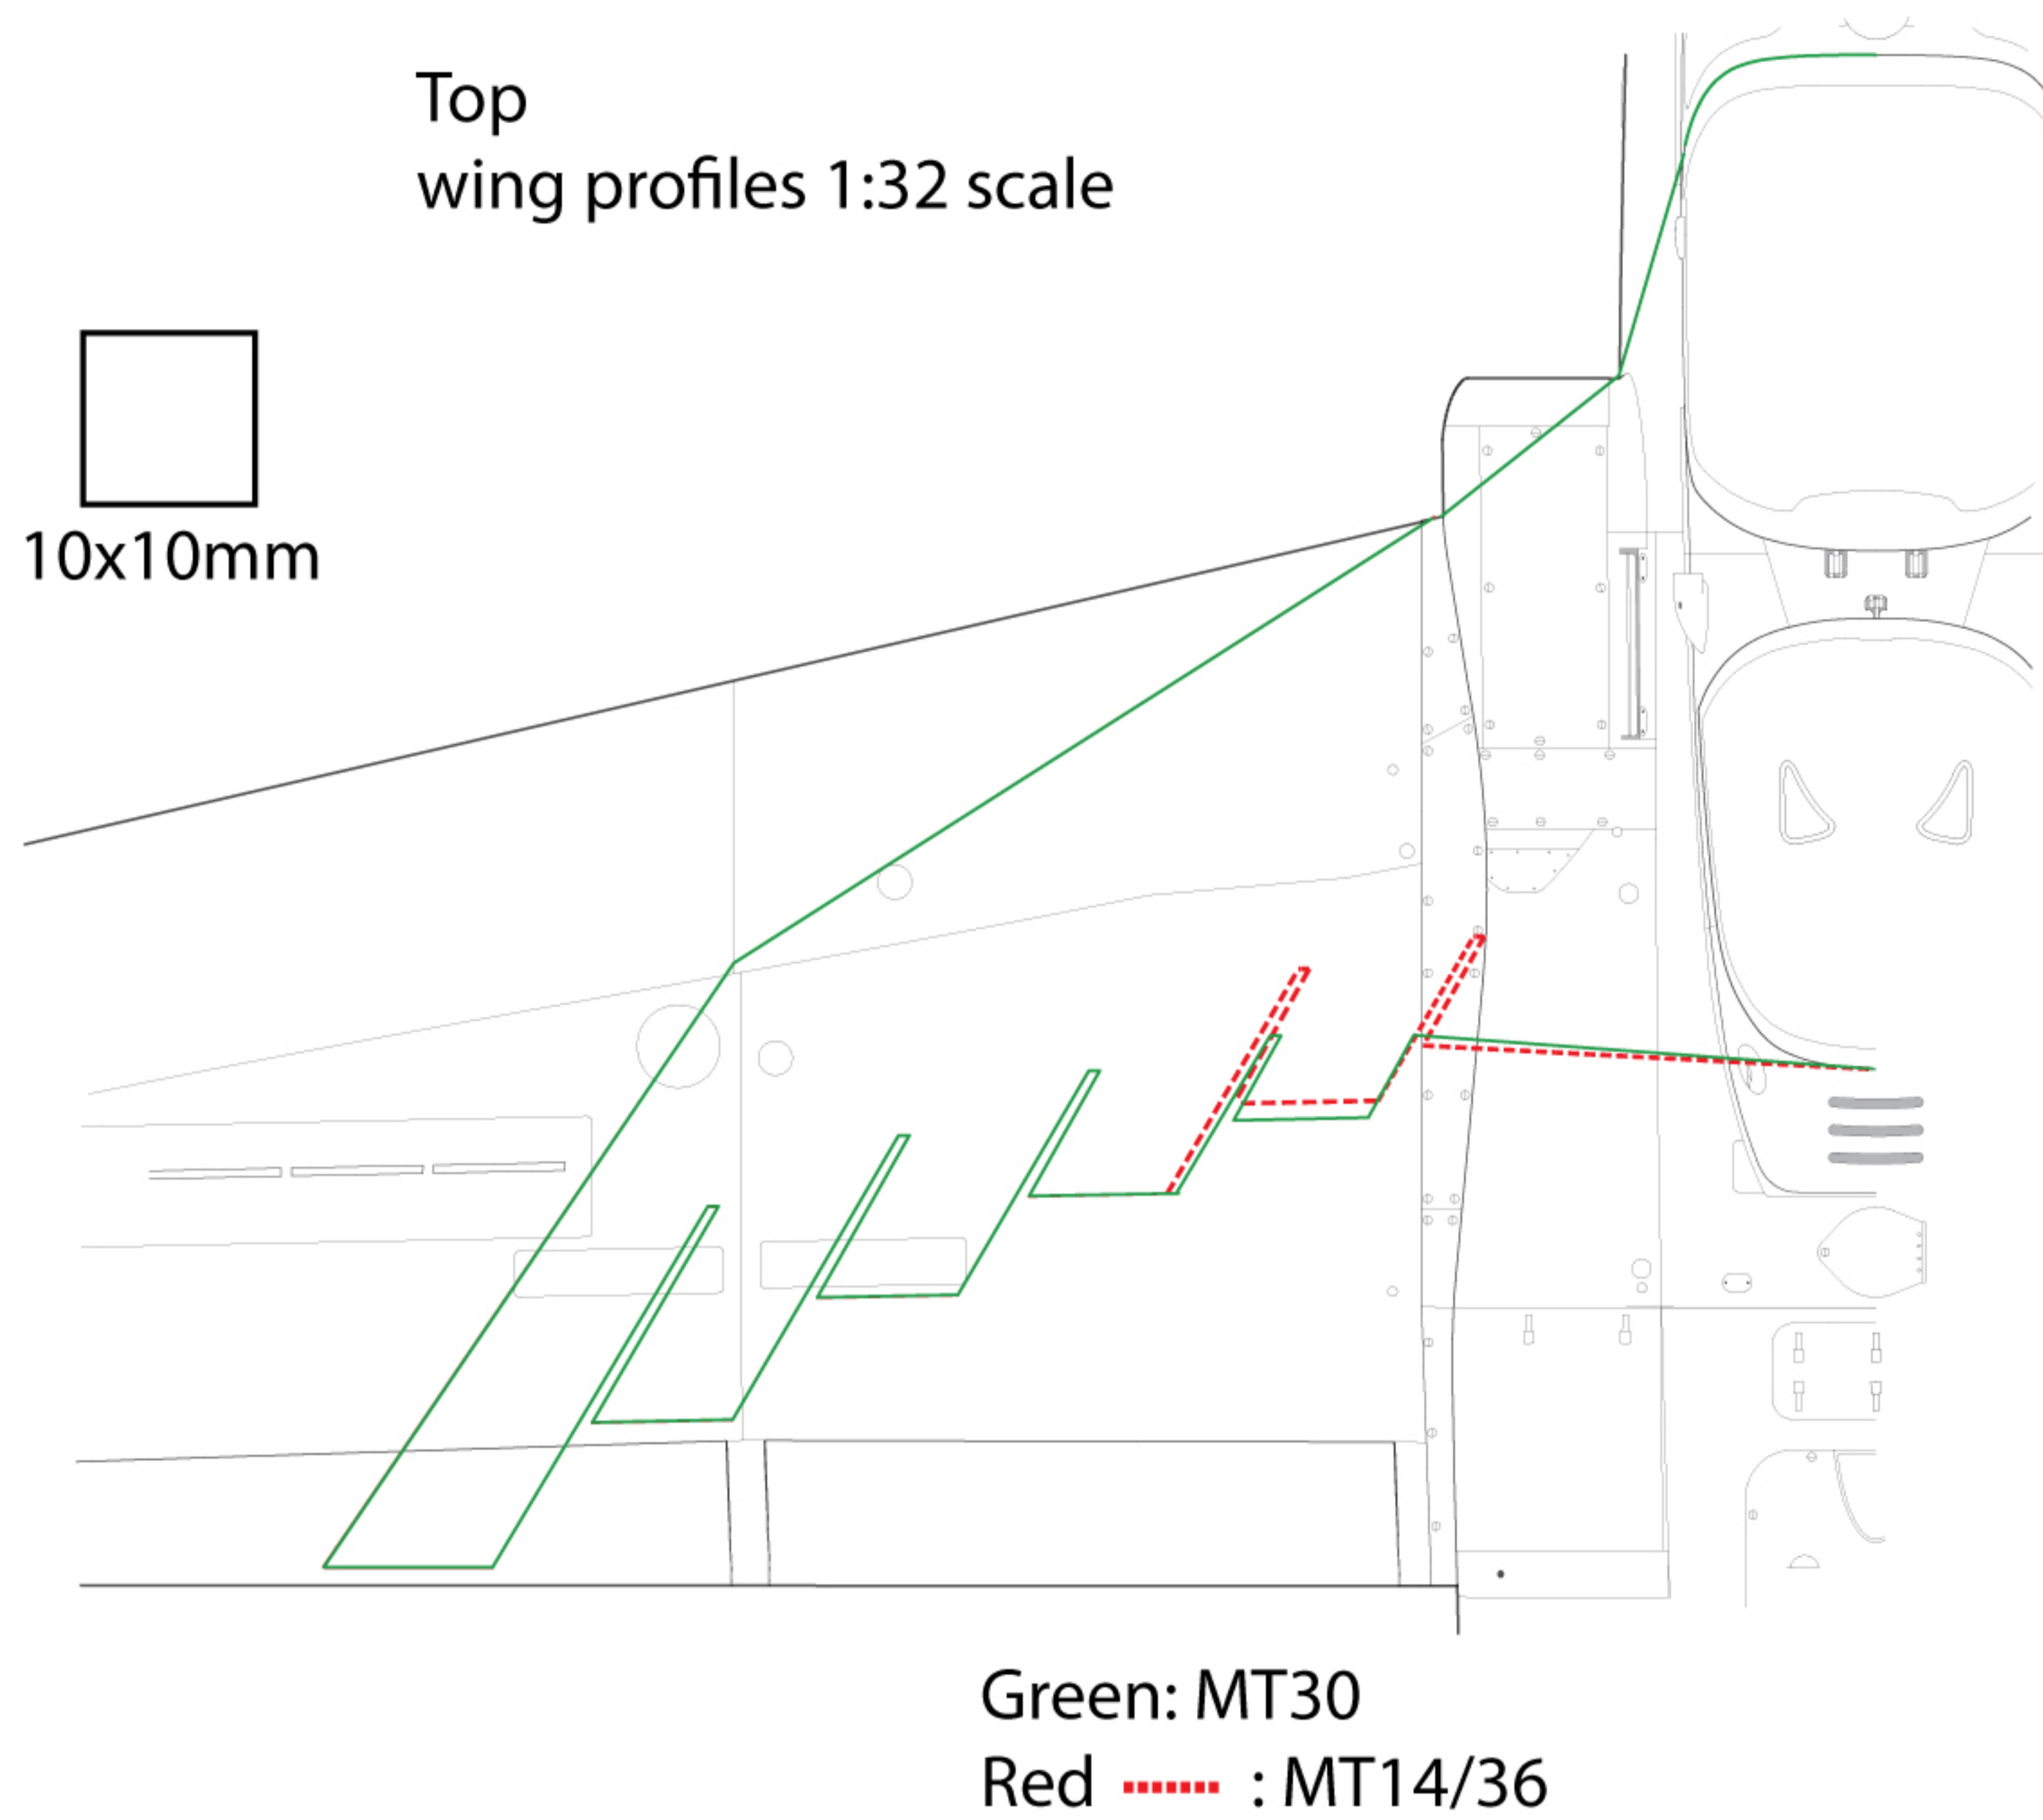 Top
wing profiles 1:32 scale
10x10mm
Green: MT30
Red : MT14/36